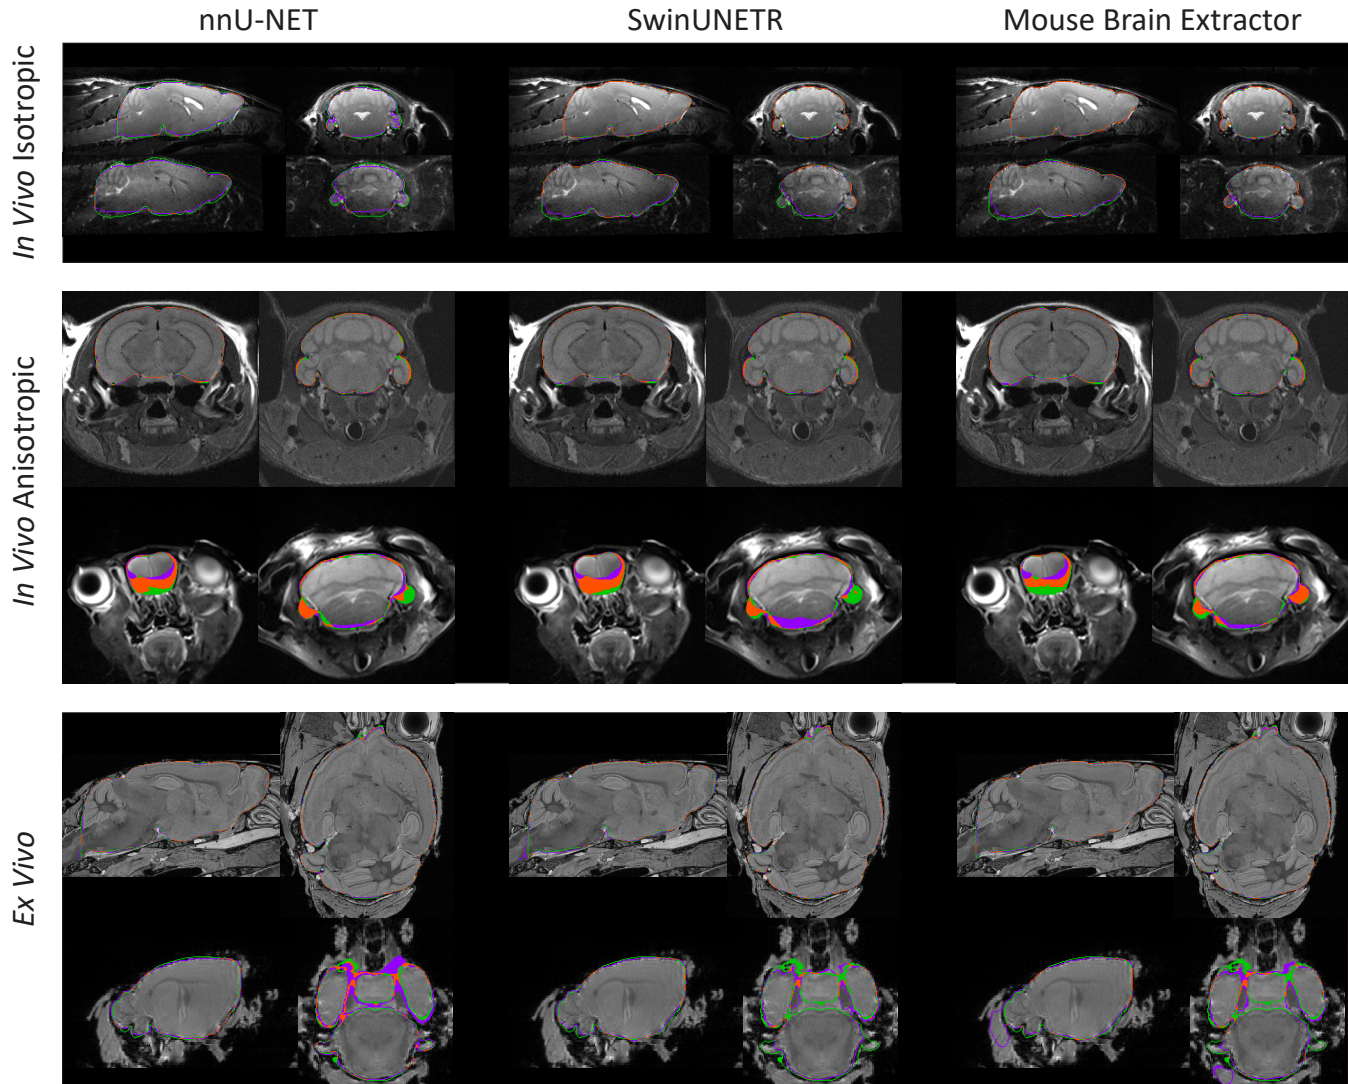 nnU-NET
SwinUNETR
Mouse Brain Extractor
In Vivo Isotropic
In Vivo Anisotropic
Ex Vivo